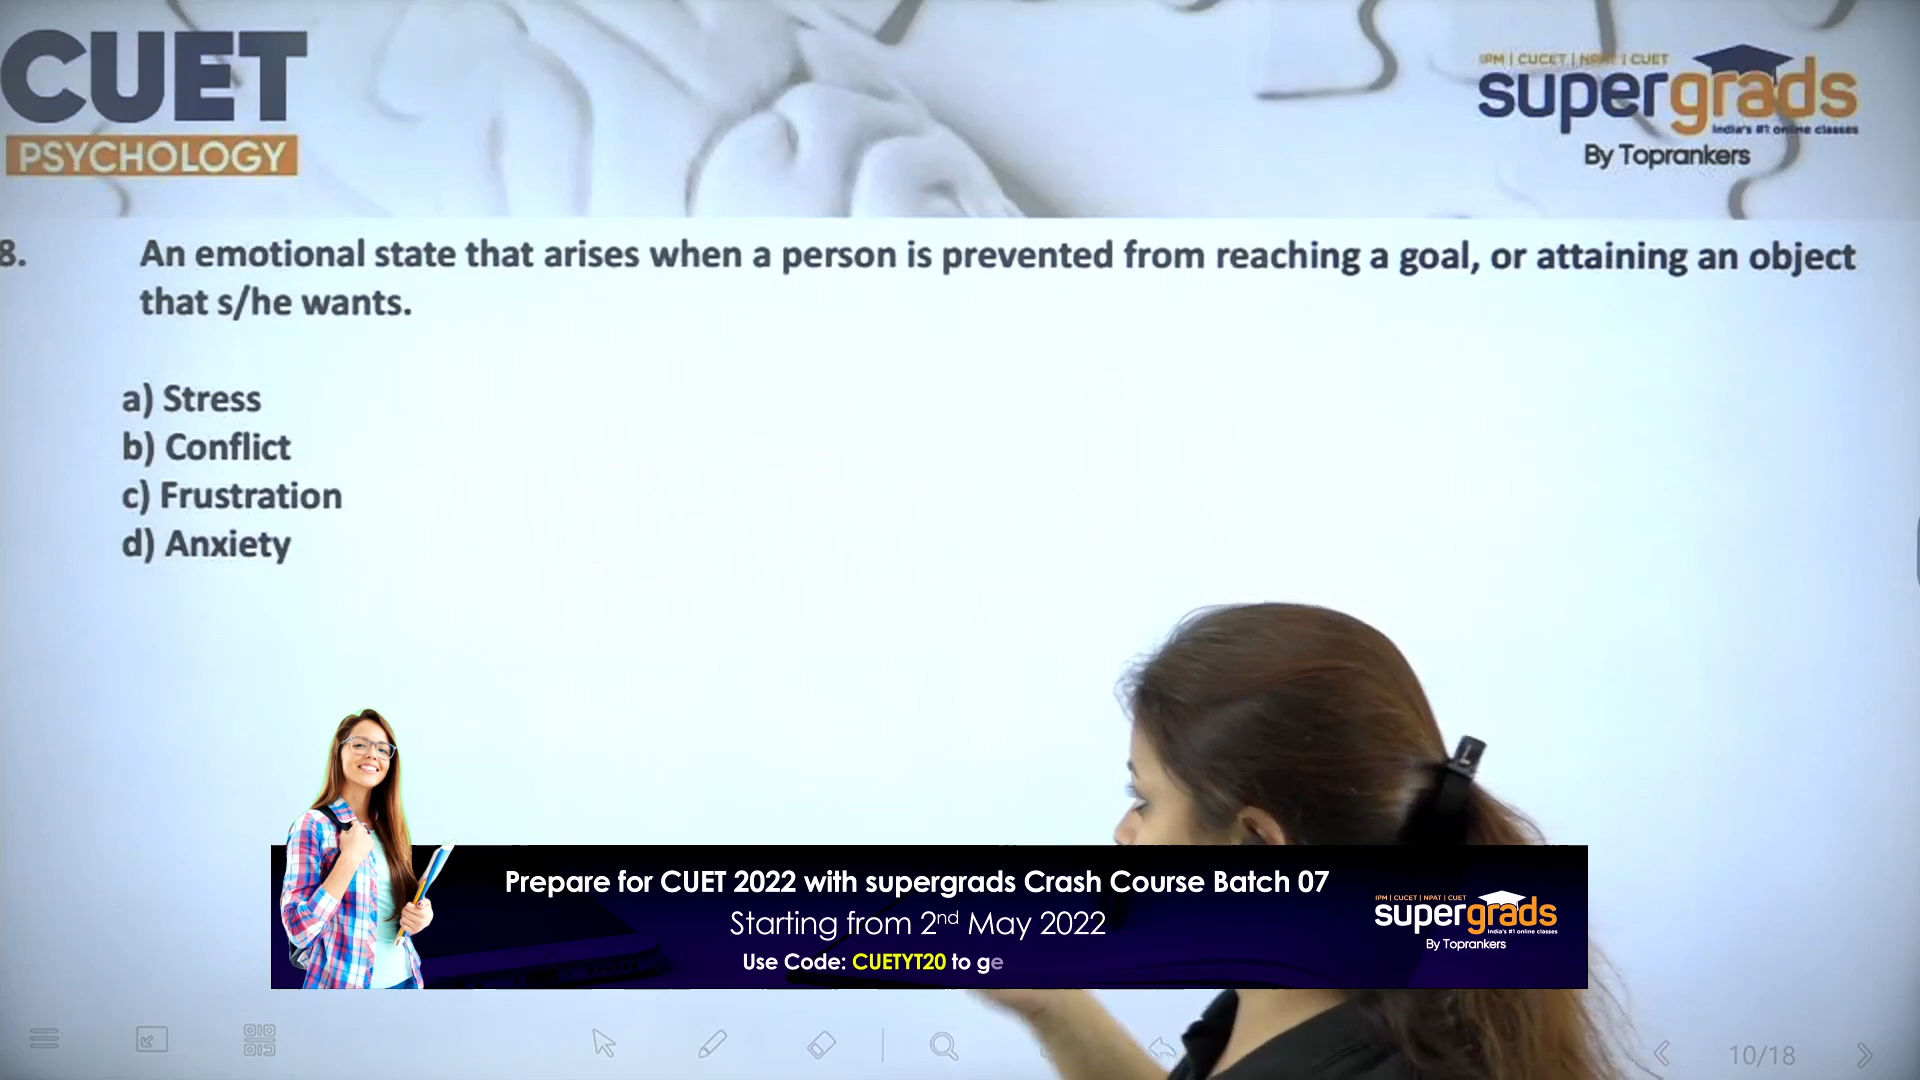 CUET
PSYCHOLOGY
IPM | CUCET | NPAT | CUET
supergrads
India's #1 online classes
By Toprankers
8. An emotional state that arises when a person is prevented from reaching a goal, or attaining an object
that s/he wants.
a) Stress
b) Conflict
c) Frustration
d) Anxiety
Prepare for CUET 2022 with supergrads Crash Course Batch 07
Starting from 2nd May 2022
Use Code: CUETYT20 to ge
IPM | CUCET | NPAT | CUET
supergrads
India's #1 online classes
By Toprankers
10/18